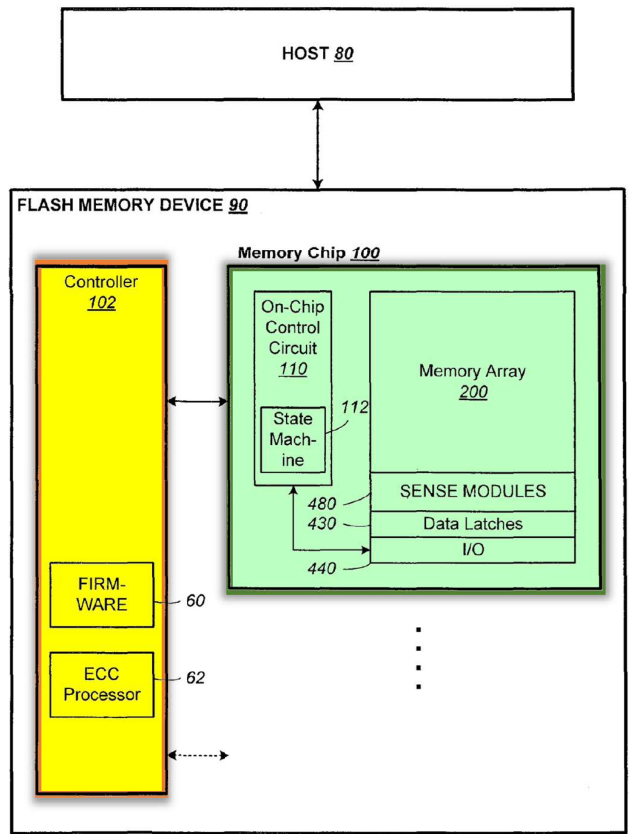 HOST 80
FLASH MEMORY DEVICE 90
Memory Chip 100
Controller
102
On-Chip
Control
Circuit
110
Memory Array
200
112
State
Mach-
ine
480
SENSE MODULES
430
Data Latches
440
I/O
FIRM-
WARE
60
ECC
Processor
62